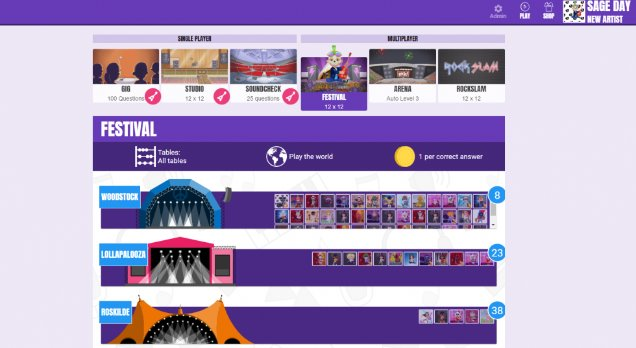 Admin
PLAY
SHOP
SAGE DAY
NEW ARTIST
SINGLE PLAYER
MULTIPLAYER
GIG
100 Questions
STUDIO
12 x 12
SOUNDCHECK
25 questions
FESTIVAL
12 x 12
ARENA
Auto Level 3
ROCKSLAM
12 x 12
ROCK SLAM
FESTIVAL
Tables:
All tables
Play the world
1 per correct answer
WOODSTOCK
8
LOLLAPALOOZA
23
ROSKILDE
38